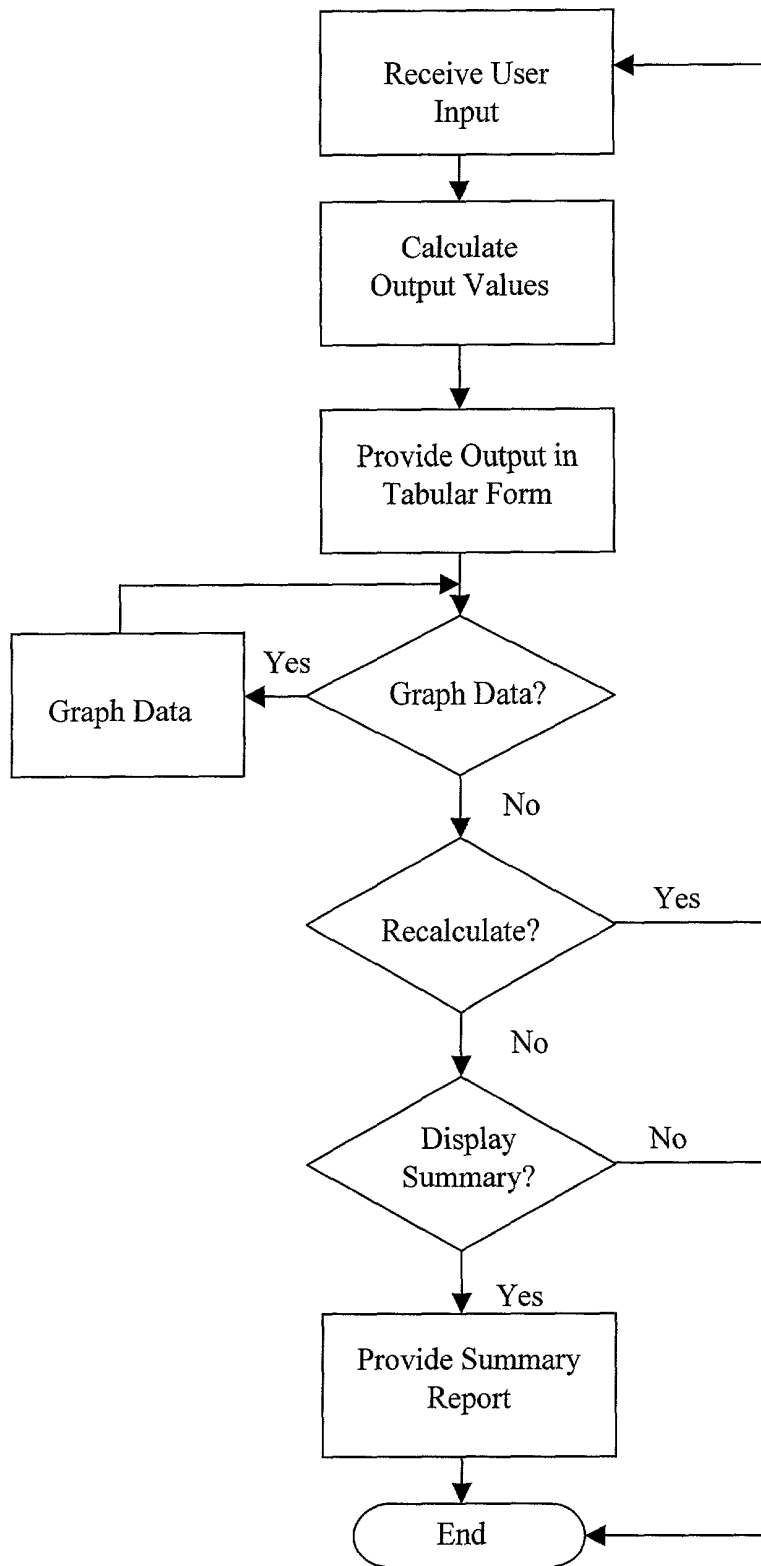 Receive User
Input
Calculate
Output Values
Provide Output in
Tabular Form
Yes
Graph Data
Graph Data?
No
Recalculate?
Yes
No
Display
Summary?
No
Yes
Provide Summary
Report
End